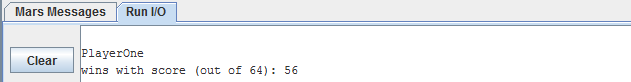 Mars Messages Run I/O
Clear
PlayerOne
wins with score (out of 64): 56